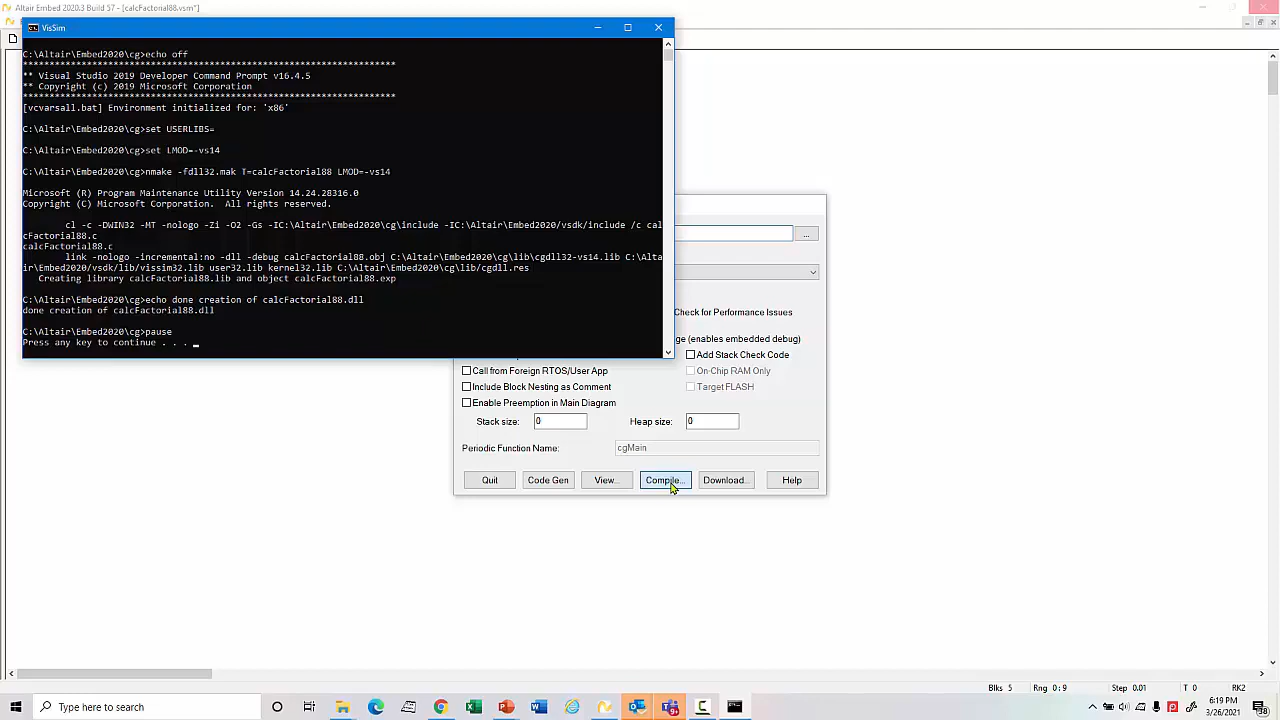 Altair Embed 2020.3 Build 57 - [calcFactorial88.vsm*]
VisSim
C:\Altair\Embed2020\cg>echo off
**********************************************************************
** Visual Studio 2019 Developer Command Prompt v16.4.5
** Copyright (c) 2019 Microsoft Corporation
**********************************************************************
[vcvarsall.bat] Environment initialized for: 'x86'
C:\Altair\Embed2020\cg>set USERLIBS=
C:\Altair\Embed2020\cg>set LMOD=-vs14
C:\Altair\Embed2020\cg>nmake -fdll32.mak T=calcFactorial88 LMOD=-vs14
Microsoft (R) Program Maintenance Utility Version 14.24.28316.0
Copyright (C) Microsoft Corporation.  All rights reserved.
cl -c -DWIN32 -MT -nologo -Zi -O2 -Gs -IC:\Altair\Embed2020\cg\include -IC:\Altair\Embed2020/vsdk/include /c cal
cFactorial88.c
calcFactorial88.c
link -nologo -incremental:no -dll -debug calcFactorial88.obj C:\Altair\Embed2020\cg\lib\cgdll32-vs14.lib C:\Alta
ir\Embed2020/vsdk/lib/vissim32.lib user32.lib kernel32.lib C:\Altair\Embed2020\cg\lib/cgdll.res
Creating library calcFactorial88.lib and object calcFactorial88.exp
C:\Altair\Embed2020\cg>echo done creation of calcFactorial88.dll
done creation of calcFactorial88.dll
C:\Altair\Embed2020\cg>pause
Press any key to continue . . . _
...
Check for Performance Issues
ge (enables embedded debug)
Add Stack Check Code
Call from Foreign RTOS/User App
On-Chip RAM Only
Include Block Nesting as Comment
Target FLASH
Enable Preemption in Main Diagram
Stack size: 0 Heap size: 0
Periodic Function Name: cgMain
Quit Code Gen View... Compile... Download... Help
Blks 5 Rng 0:9 Step 0.01 T 0 RK2
Type here to search
9+
6:19 PM
3/26/2021
38